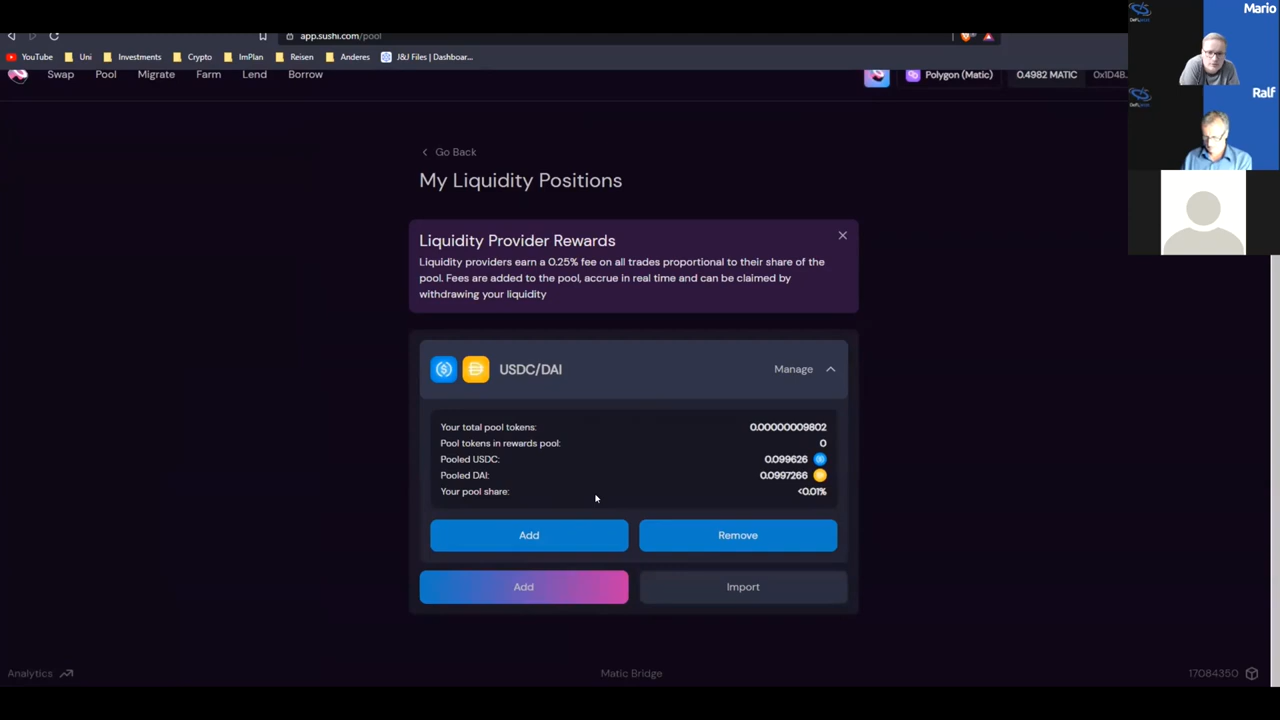 Mario
app.sushi.com/pool
YouTube Uni Investments Crypto ImPlan Reisen Anderes J&J Files | Dashboar...
Swap Pool Migrate Farm Lend Borrow Polygon (Matic) 0.4982 MATIC 0x1D4B..
Ralf
Go Back
My Liquidity Positions
Liquidity Provider Rewards
Liquidity providers earn a 0.25% fee on all trades proportional to their share of the
pool. Fees are added to the pool, accrue in real time and can be claimed by
withdrawing your liquidity
USDC/DAI Manage
Your total pool tokens: 0.00000009802
Pool tokens in rewards pool: 0
Pooled USDC: 0.099626
Pooled DAI: 0.0997266
Your pool share: <0.01%
Add Remove
Add Import
Analytics Matic Bridge 17084350